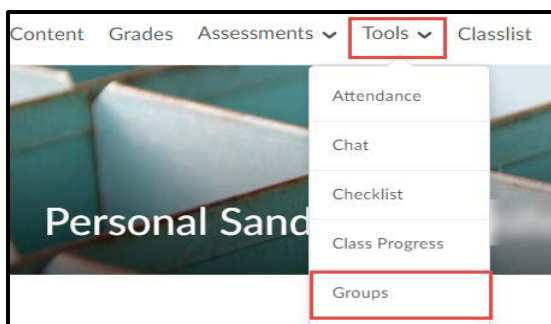 Content Grades Assessments Tools Classlist
Attendance
Chat
Checklist
Personal Sand
Class Progress
Groups